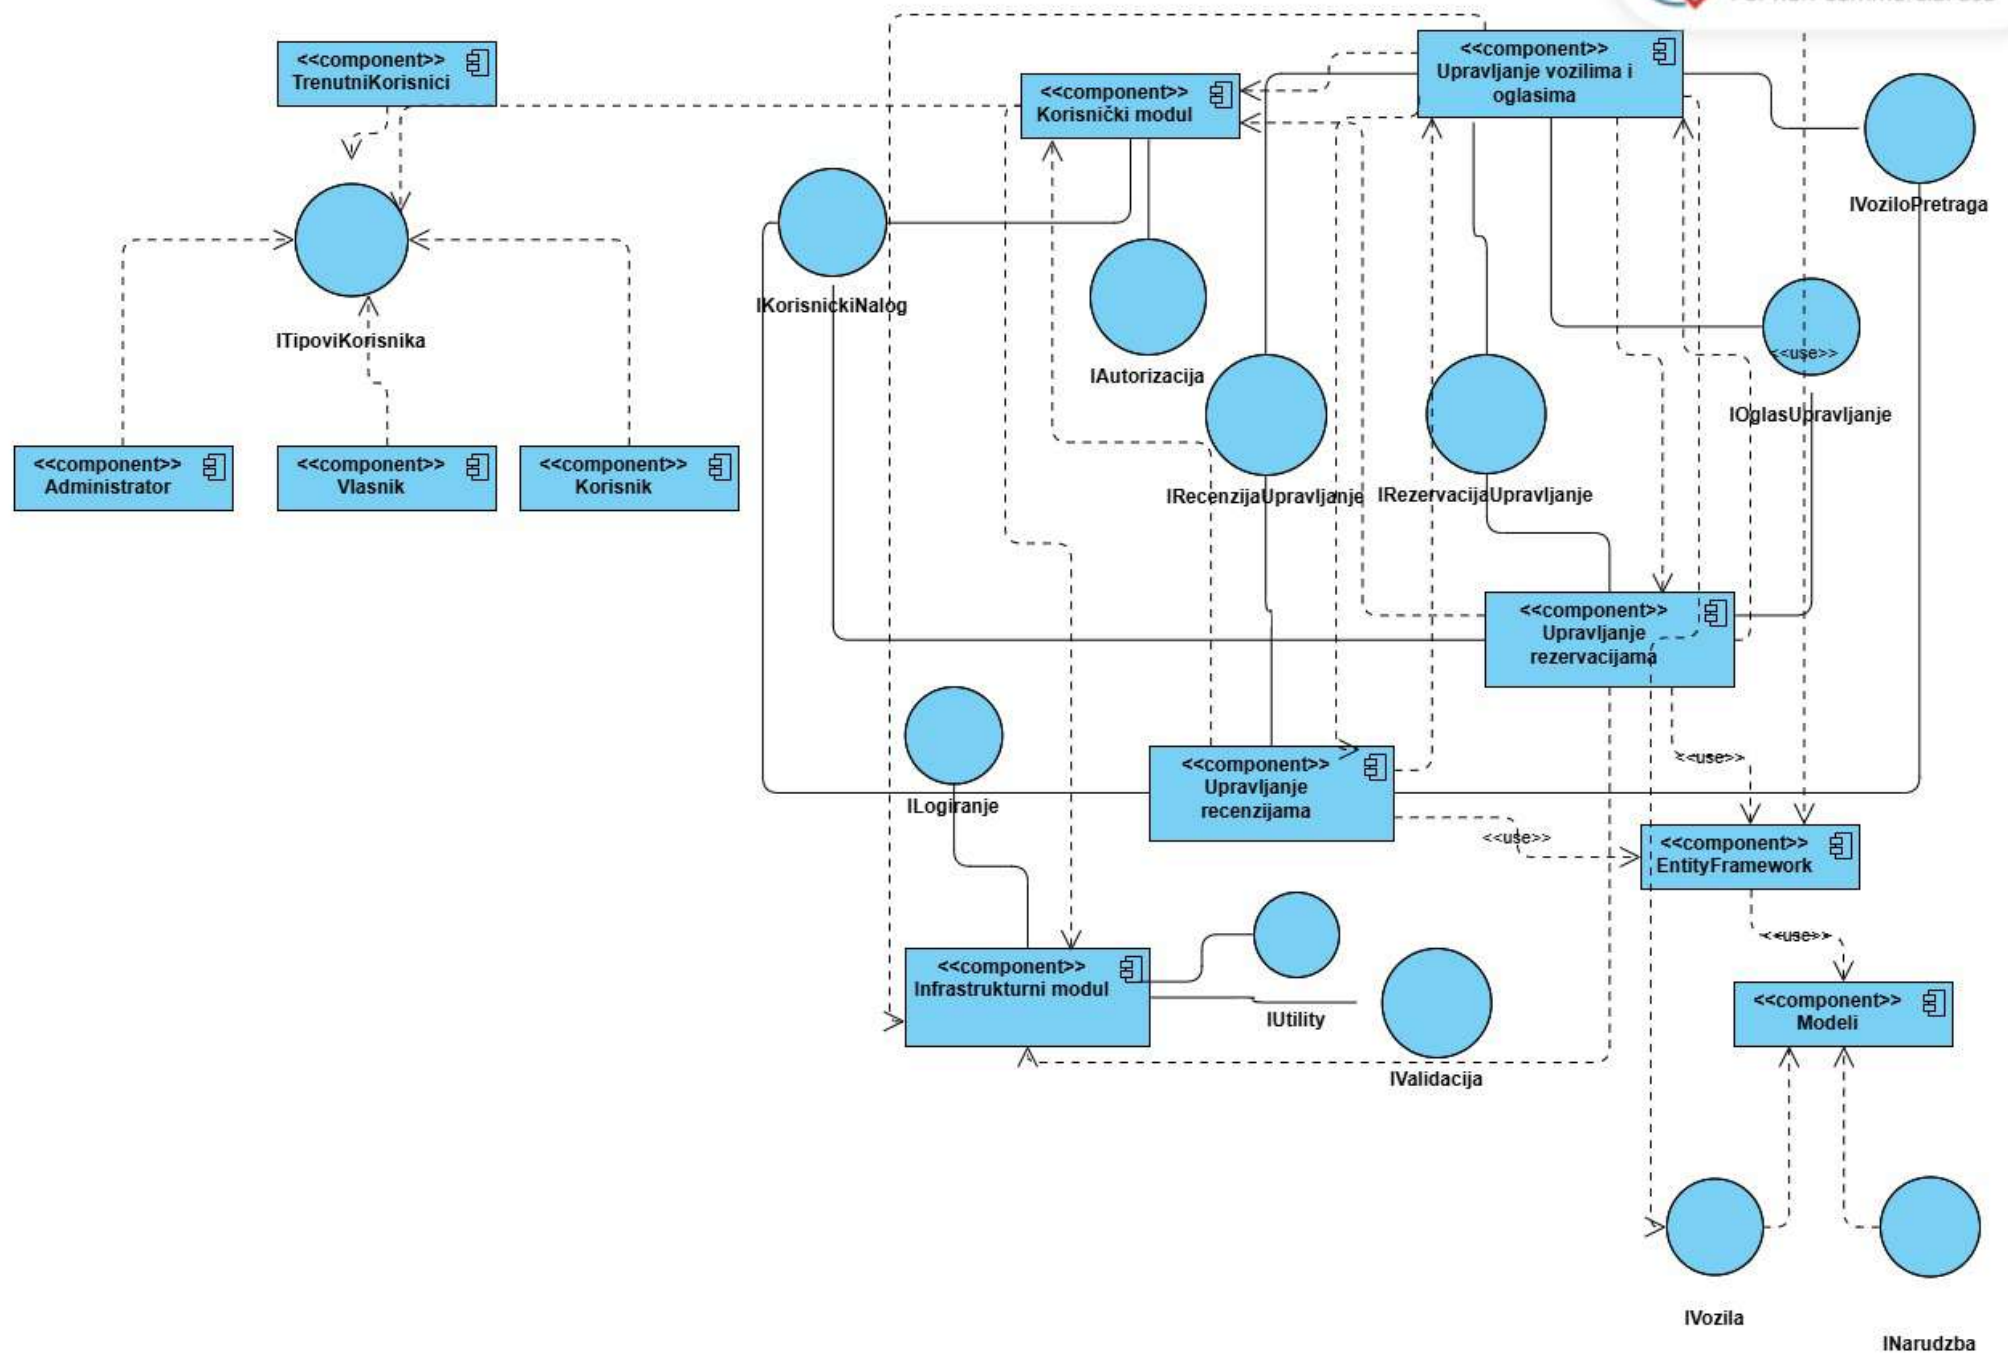 <<component>>
TrenutniKorisnici
<<component>>
Korisnički modul
<<component>>
Upravljanje vozilima i
oglasima
IVoziloPretraga
IKorisnickiNalog
ITipoviKorisnika
IAutorizacija
<<use>>
IOglasUpravljanje
<<component>>
Administrator
<<component>>
Vlasnik
<<component>>
Korisnik
IRecenzijaUpravljanje
IRezervacijaUpravljanje
<<component>>
Upravljanje
rezervacijama
<<use>>
<<component>>
Upravljanje
recenzijama
ILogiranje
<<use>>
<<component>>
EntityFramework
<<use>>
<<component>>
Infrastrukturni modul
IUtility
<<component>>
Modeli
IValidacija
IVozila
INarudzba